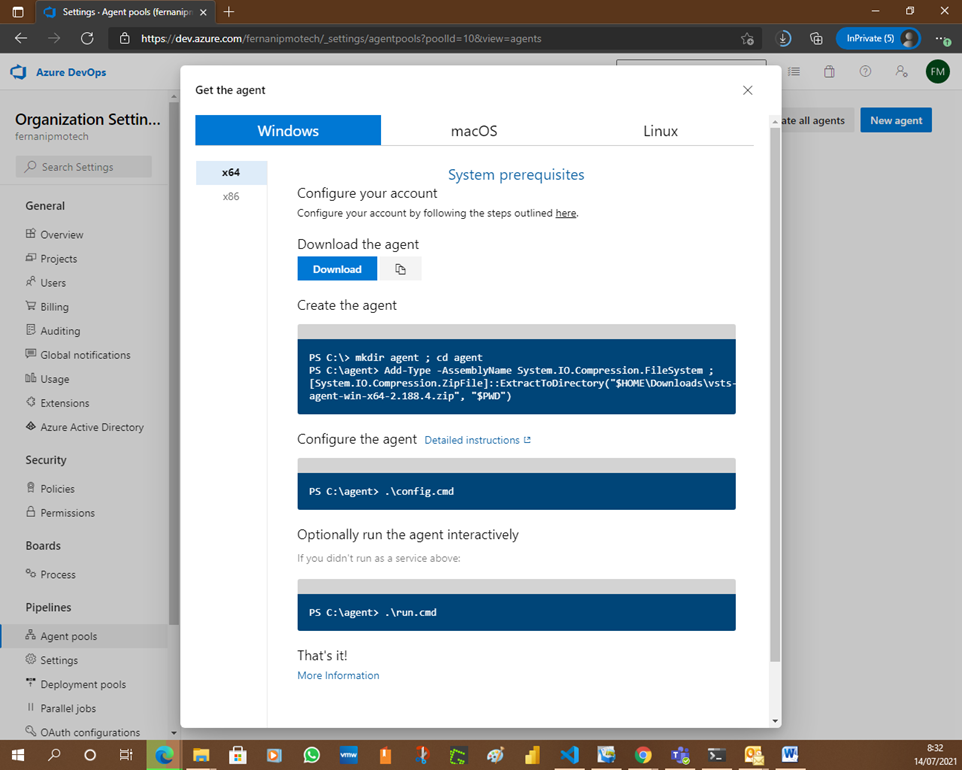 Settings - Agent pools (fernanipm
https://dev.azure.com/fernanipmotech/_settings/agentpools?poolId=10&view=agents
InPrivate (5)
Azure DevOps
FM
Organization Settin...
fernanipmotech
Search Settings
General
Overview
Projects
Users
Billing
Auditing
Global notifications
Usage
Extensions
Azure Active Directory
Security
Policies
Permissions
Boards
Process
Pipelines
Agent pools
Settings
Deployment pools
Parallel jobs
OAuth configurations
ate all agents
New agent
Get the agent
Windows
macOS
Linux
x64
x86
System prerequisites
Configure your account
Configure your account by following the steps outlined here.
Download the agent
Download
Create the agent
PS C:\> mkdir agent ; cd agent
PS C:\agent> Add-Type -AssemblyName System.IO.Compression.FileSystem ;
[System.IO.Compression.ZipFile]::ExtractToDirectory("$HOME\Downloads\vsts-
agent-win-x64-2.188.4.zip", "$PWD")
Configure the agent Detailed instructions
PS C:\agent> .\config.cmd
Optionally run the agent interactively
If you didn't run as a service above:
PS C:\agent> .\run.cmd
That's it!
More Information
vmw
8:32
14/07/2021